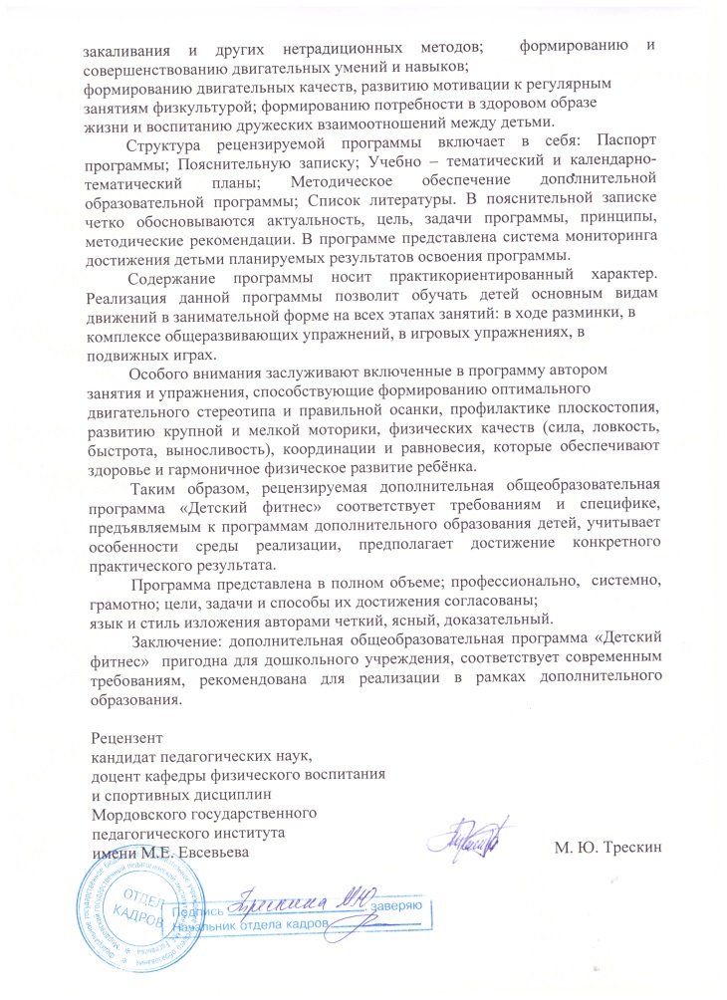 закаливания и других нетрадиционных методов; формированию и
совершенствованию двигательных умений и навыков;
формированию двигательных качеств, развитию мотивации к регулярным
занятиям физкультурой; формированию потребности в здоровом образе
жизни и воспитанию дружеских взаимоотношений между детьми.
Структура рецензируемой программы включает в себя: Паспорт
программы; Пояснительную записку; Учебно – тематический и календарно-
тематический планы; Методическое обеспечение дополнительной
образовательной программы; Список литературы. В пояснительной записке
четко обосновываются актуальность, цель, задачи программы, принципы,
методические рекомендации. В программе представлена система мониторинга
достижения детьми планируемых результатов освоения программы.
Содержание программы носит практикориентированный характер.
Реализация данной программы позволит обучать детей основным видам
движений в занимательной форме на всех этапах занятий: в ходе разминки, в
комплексе общеразвивающих упражнений, в игровых упражнениях, в
подвижных играх.
Особого внимания заслуживают включенные в программу автором
занятия и упражнения, способствующие формированию оптимального
двигательного стереотипа и правильной осанки, профилактике плоскостопия,
развитию крупной и мелкой моторики, физических качеств (сила, ловкость,
быстрота, выносливость), координации и равновесия, которые обеспечивают
здоровье и гармоничное физическое развитие ребёнка.
Таким образом, рецензируемая дополнительная общеобразовательная
программа «Детский фитнес» соответствует требованиям и специфике,
предъявляемым к программам дополнительного образования детей, учитывает
особенности среды реализации, предполагает достижение конкретного
практического результата.
Программа представлена в полном объеме; профессионально, системно,
грамотно; цели, задачи и способы их достижения согласованы;
язык и стиль изложения авторами четкий, ясный, доказательный.
Заключение: дополнительная общеобразовательная программа «Детский
фитнес» пригодна для дошкольного учреждения, соответствует современным
требованиям, рекомендована для реализации в рамках дополнительного
образования.
Рецензент
кандидат педагогических наук,
доцент кафедры физического воспитания
и спортивных дисциплин
Мордовского государственного
педагогического института
имени М.Е. Евсевьева М. Ю. Трескин
ОТДЕЛ
КАДРОВ
Подпись Трескина М.Ю заверяю
Начальник отдела кадров